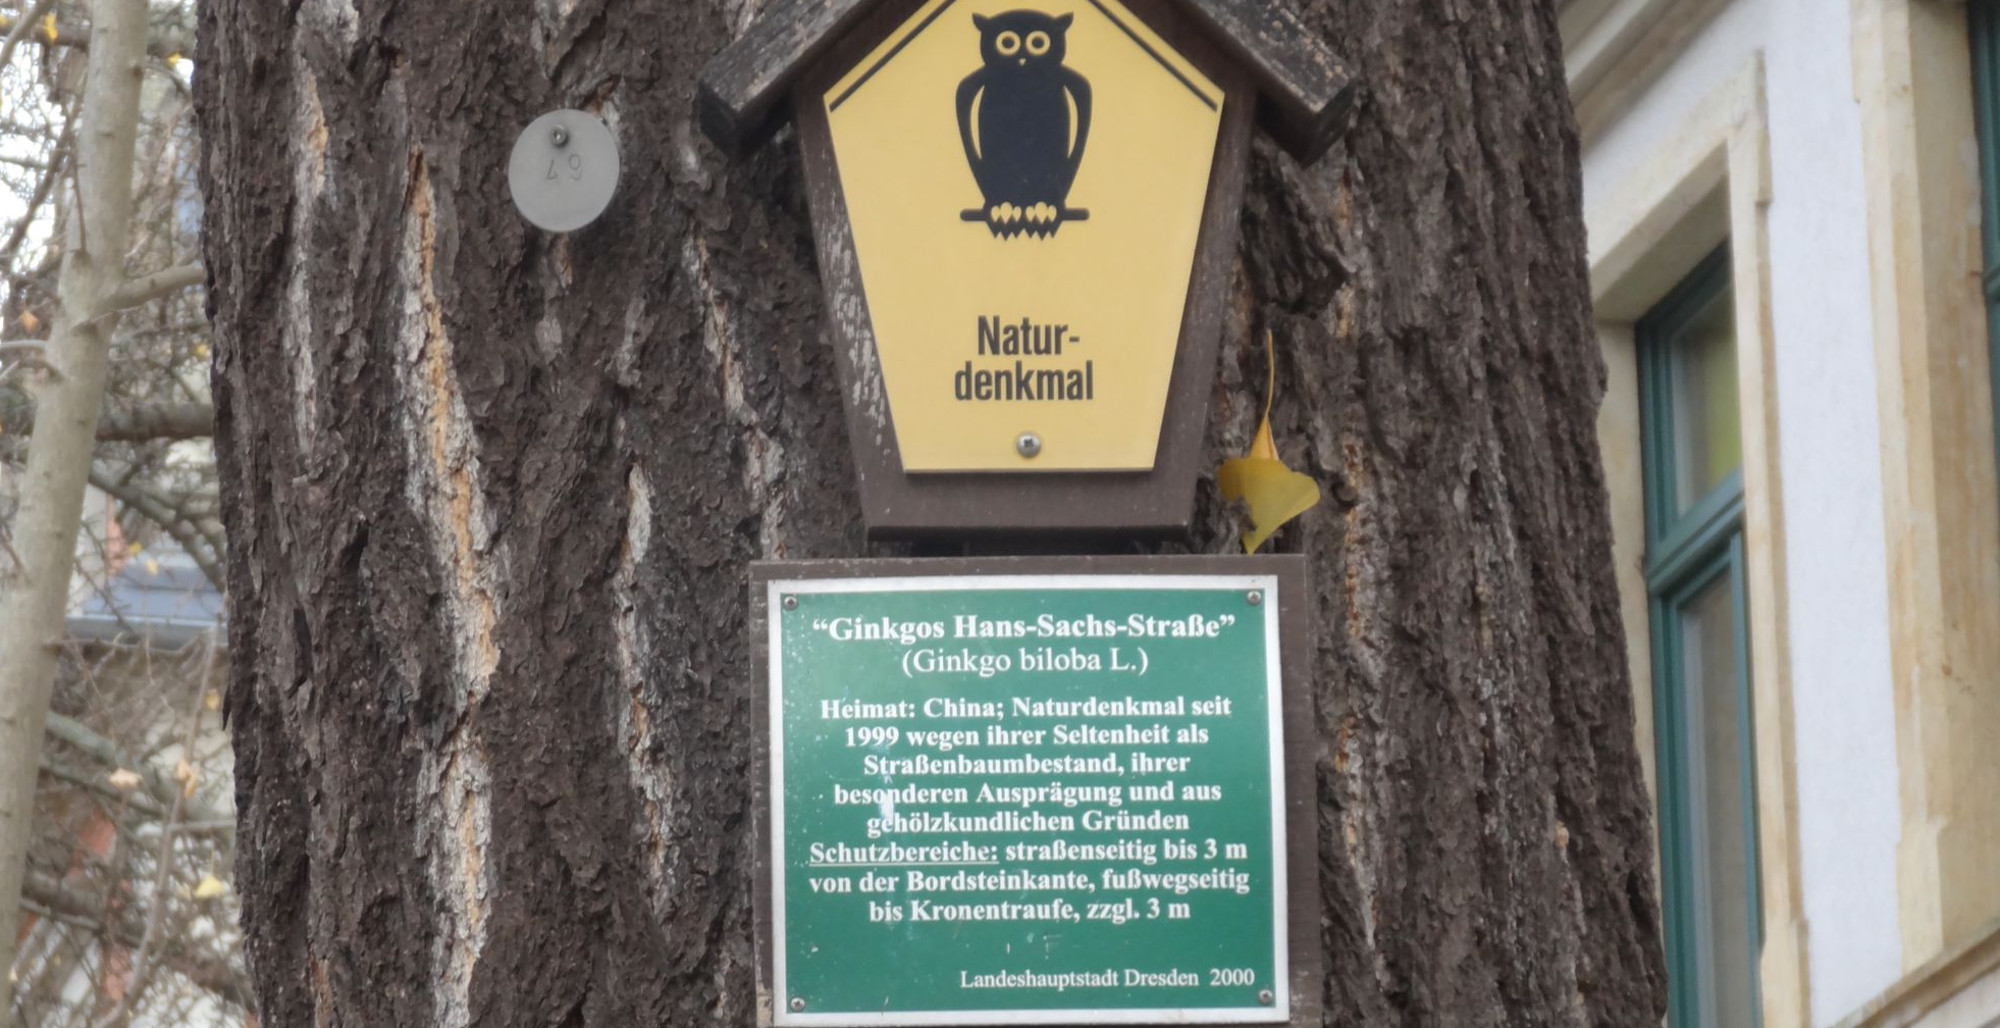 49
Natur-
denkmal
“Ginkgos Hans-Sachs-Straße”
(Ginkgo biloba L.)
Heimat: China; Naturdenkmal seit
1999 wegen ihrer Seltenheit als
Straßenbaumbestand, ihrer
besonderen Ausprägung und aus
gehölzkundlichen Gründen
Schutzbereiche: straßenseitig bis 3 m
von der Bordsteinkante, fußwegseitig
bis Kronentraufe, zzgl. 3 m
Landeshauptstadt Dresden 2000